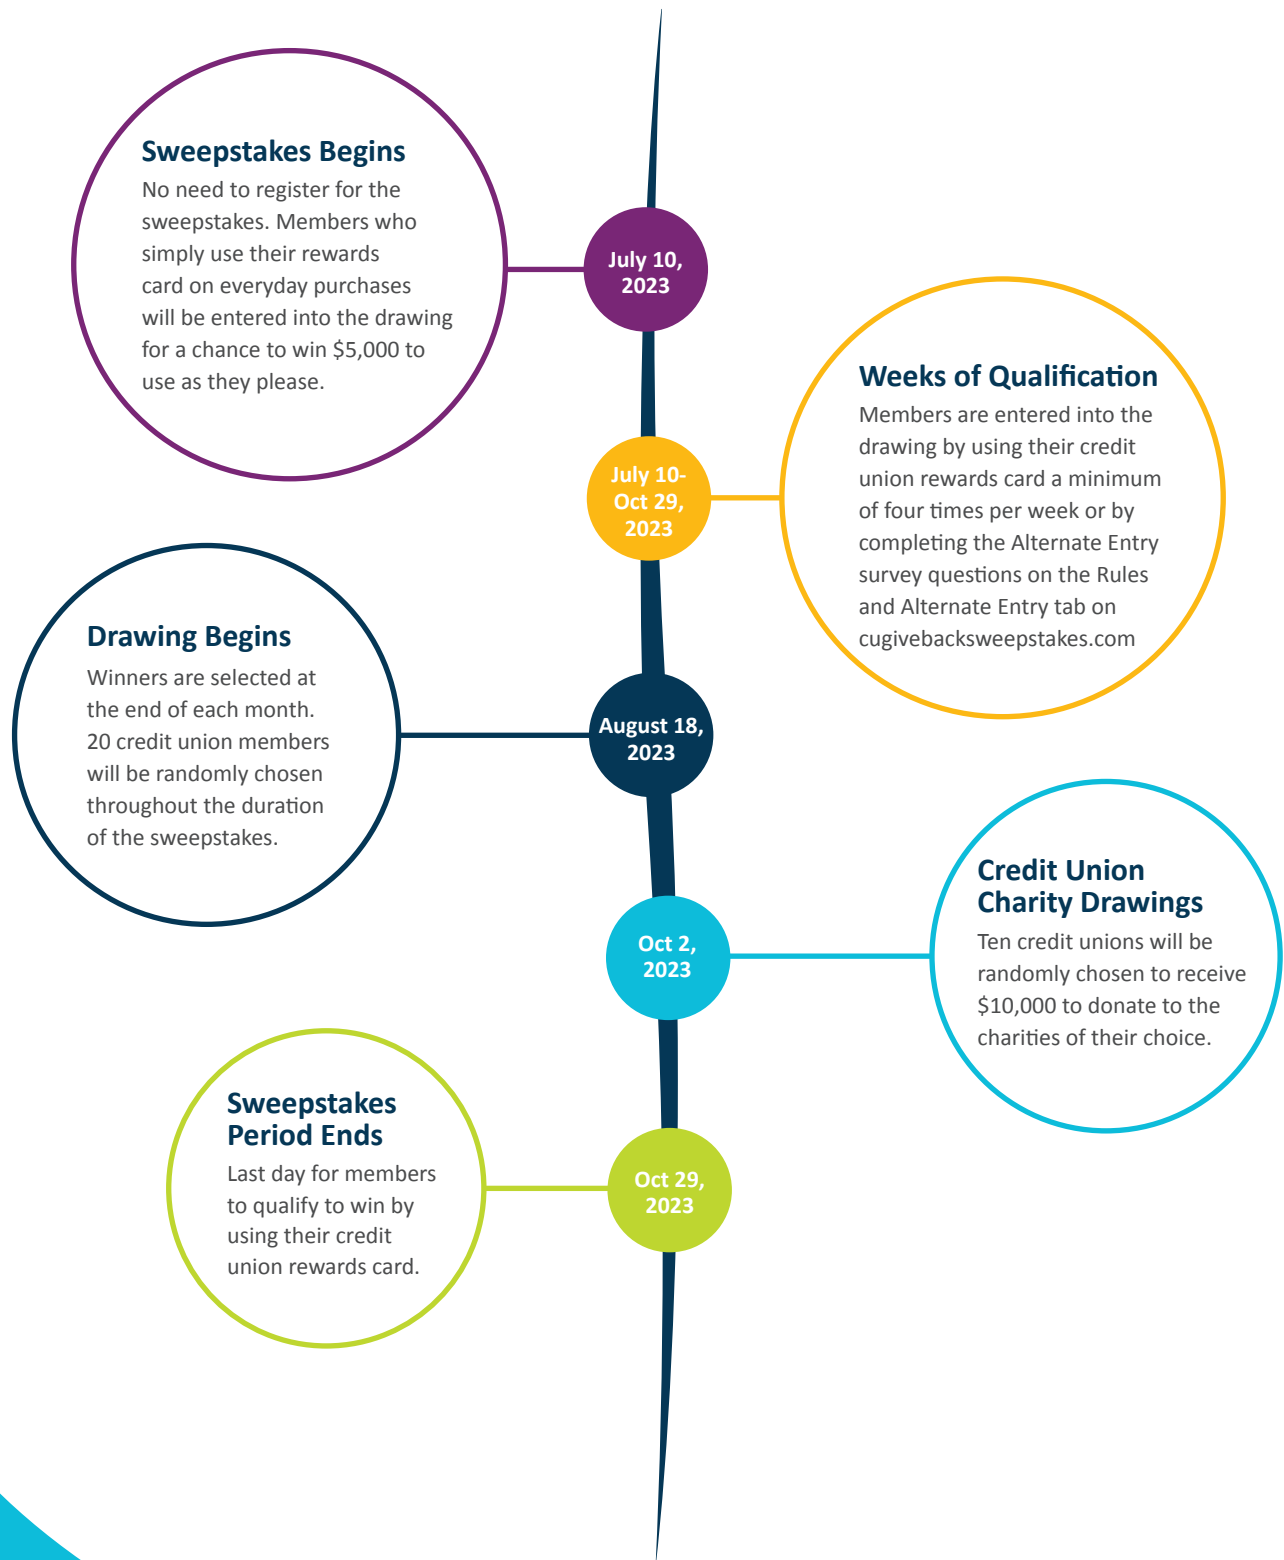 Sweepstakes Begins
No need to register for the
sweepstakes. Members who
simply use their rewards
card on everyday purchases
will be entered into the drawing
for a chance to win $5,000 to
use as they please.
July 10,
2023
Weeks of Qualification
Members are entered into the
drawing by using their credit
union rewards card a minimum
of four times per week or by
completing the Alternate Entry
survey questions on the Rules
and Alternate Entry tab on
cugivebacksweepstakes.com
July 10-
Oct 29,
2023
Drawing Begins
Winners are selected at
the end of each month.
20 credit union members
will be randomly chosen
throughout the duration
of the sweepstakes.
August 18,
2023
Credit Union
Charity Drawings
Ten credit unions will be
randomly chosen to receive
$10,000 to donate to the
charities of their choice.
Oct 2,
2023
Sweepstakes
Period Ends
Last day for members
to qualify to win by
using their credit
union rewards card.
Oct 29,
2023